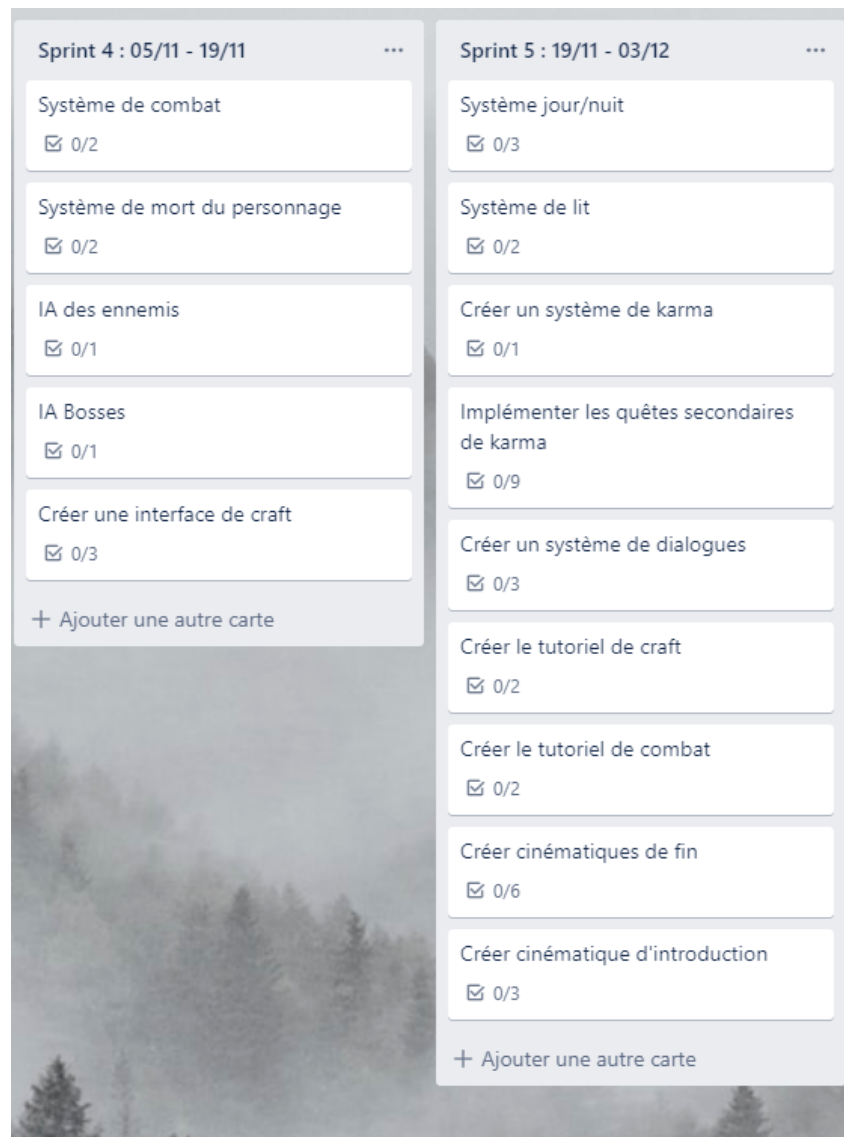 Sprint 4 : 05/11 - 19/11
Système de combat
0/2
Système de mort du personnage
0/2
IA des ennemis
0/1
IA Bosses
0/1
Créer une interface de craft
0/3
+ Ajouter une autre carte
Sprint 5 : 19/11 - 03/12
Système jour/nuit
0/3
Système de lit
0/2
Créer un système de karma
0/1
Implémenter les quêtes secondaires
de karma
0/9
Créer un système de dialogues
0/3
Créer le tutoriel de craft
0/2
Créer le tutoriel de combat
0/2
Créer cinématiques de fin
0/6
Créer cinématique d'introduction
0/3
+ Ajouter une autre carte